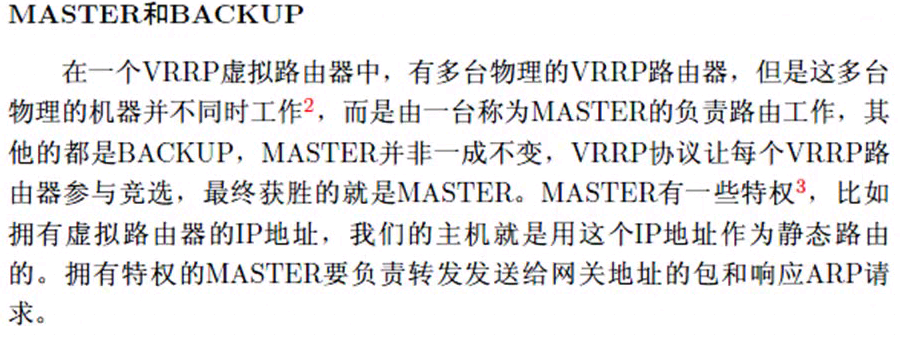 MASTER和BACKUP
在一个VRRP虚拟路由器中，有多台物理的VRRP路由器，但是这多台
物理的机器并不同时工作2，而是由一台称为MASTER的负责路由工作，其
他的都是BACKUP，MASTER并非一成不变，VRRP协议让每个VRRP路
由器参与竞选，最终获胜的就是MASTER。MASTER有一些特权3，比如
拥有虚拟路由器的IP地址，我们的主机就是用这个IP地址作为静态路由
的。拥有特权的MASTER要负责转发发送给网关地址的包和响应ARP请
求。